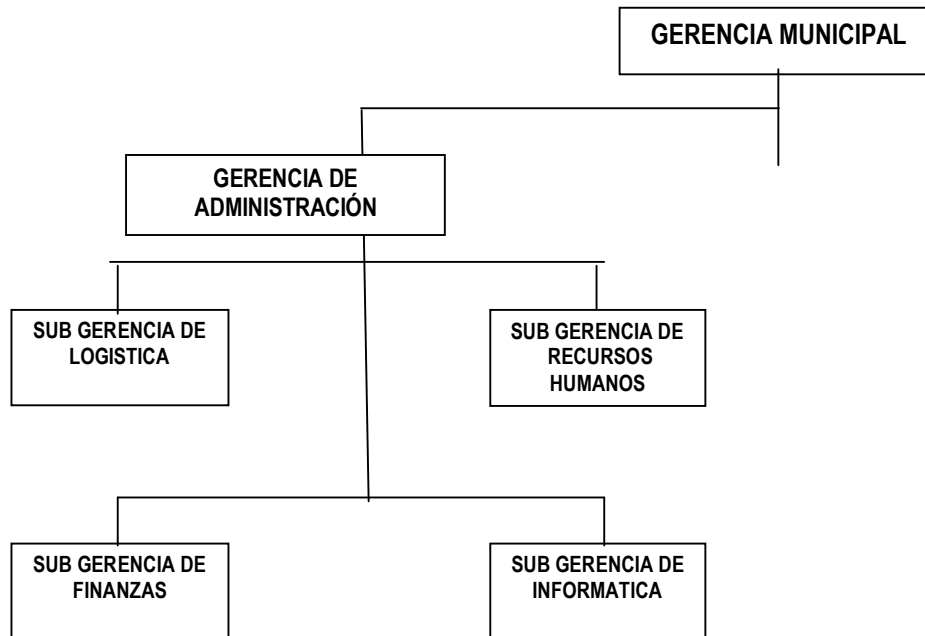 GERENCIA MUNICIPAL
GERENCIA DE
ADMINISTRACIÓN
SUB GERENCIA DE
LOGISTICA
SUB GERENCIA DE
RECURSOS
HUMANOS
SUB GERENCIA DE
FINANZAS
SUB GERENCIA DE
INFORMATICA